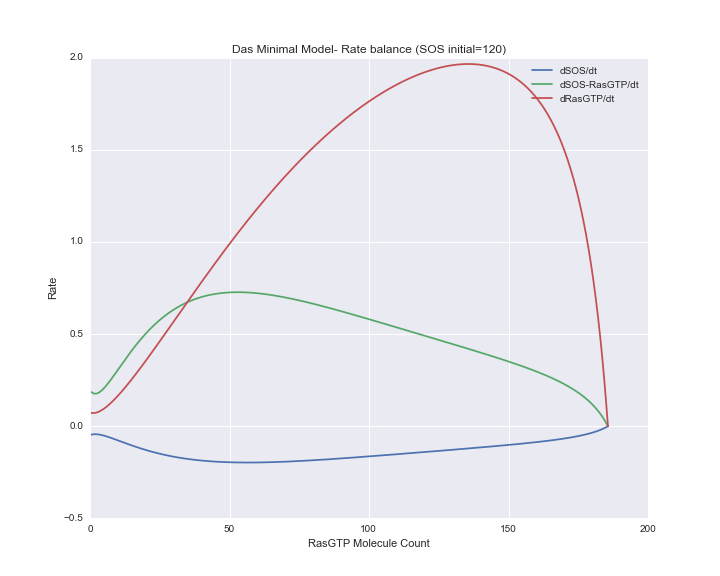 Das Minimal Model- Rate balance (SOS initial=120)
2.0
1.5
1.0
0.5
0.0
−0.5
Rate
dSOS/dt
dSOS-RasGTP/dt
dRasGTP/dt
0 50 100 150 200
RasGTP Molecule Count